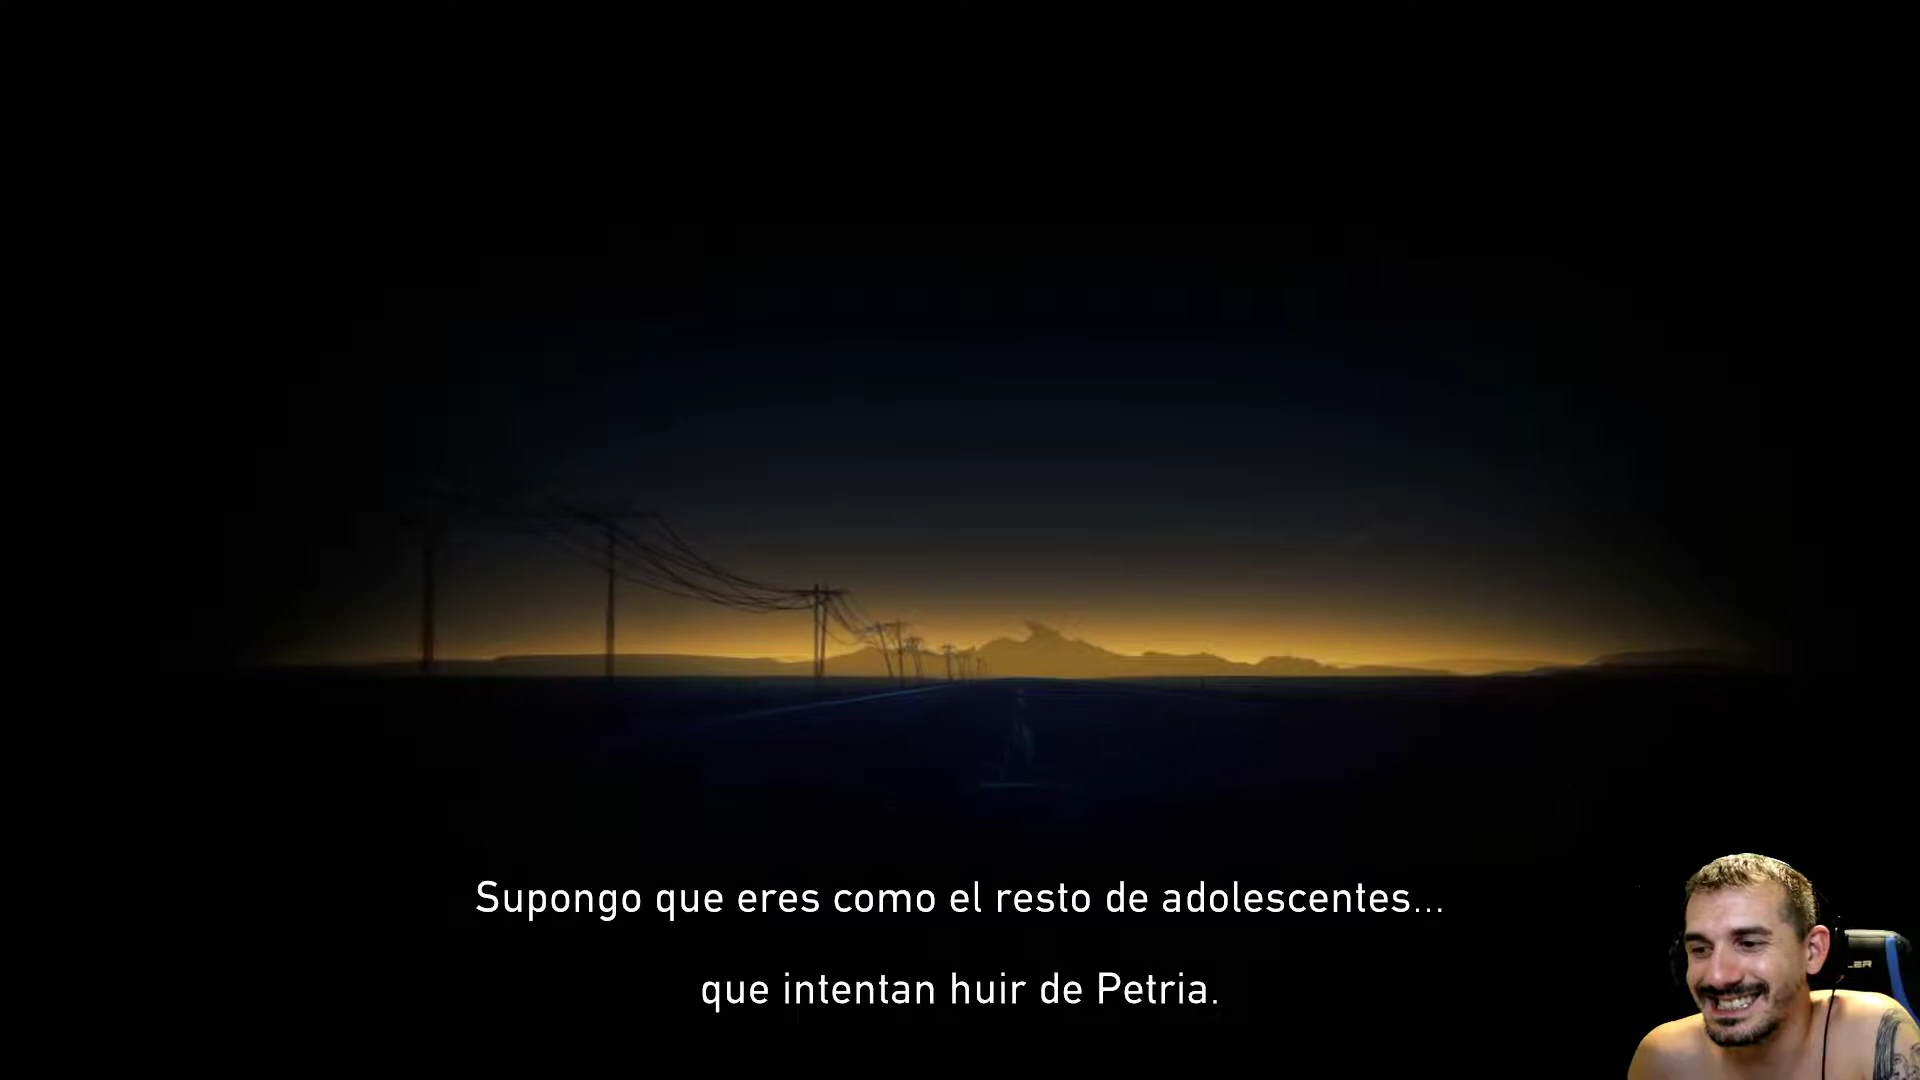 Supongo que eres como el resto de adolescentes...
que intentan huir de Petria.